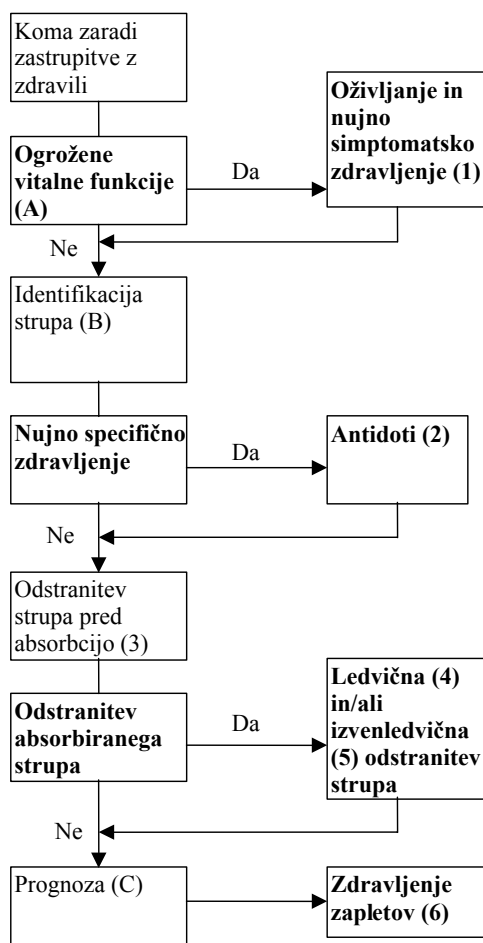 Koma zaradi
zastrupitve z
zdravili
Oživljanje in
nujno
simptomatsko
zdravljenje (1)
Ogrožene
vitalne funkcije
(A)
Da
Ne
Identifikacija
strupa (B)
Nujno specifično
zdravljenje
Da
Antidoti (2)
Ne
Odstranitev
strupa pred
absorbcijo (3)
Odstranitev
absorbiranega
strupa
Da
Ledvična (4)
in/ali
izvenledvična
(5) odstranitev
strupa
Ne
Prognoza (C)
Zdravljenje
zapletov (6)